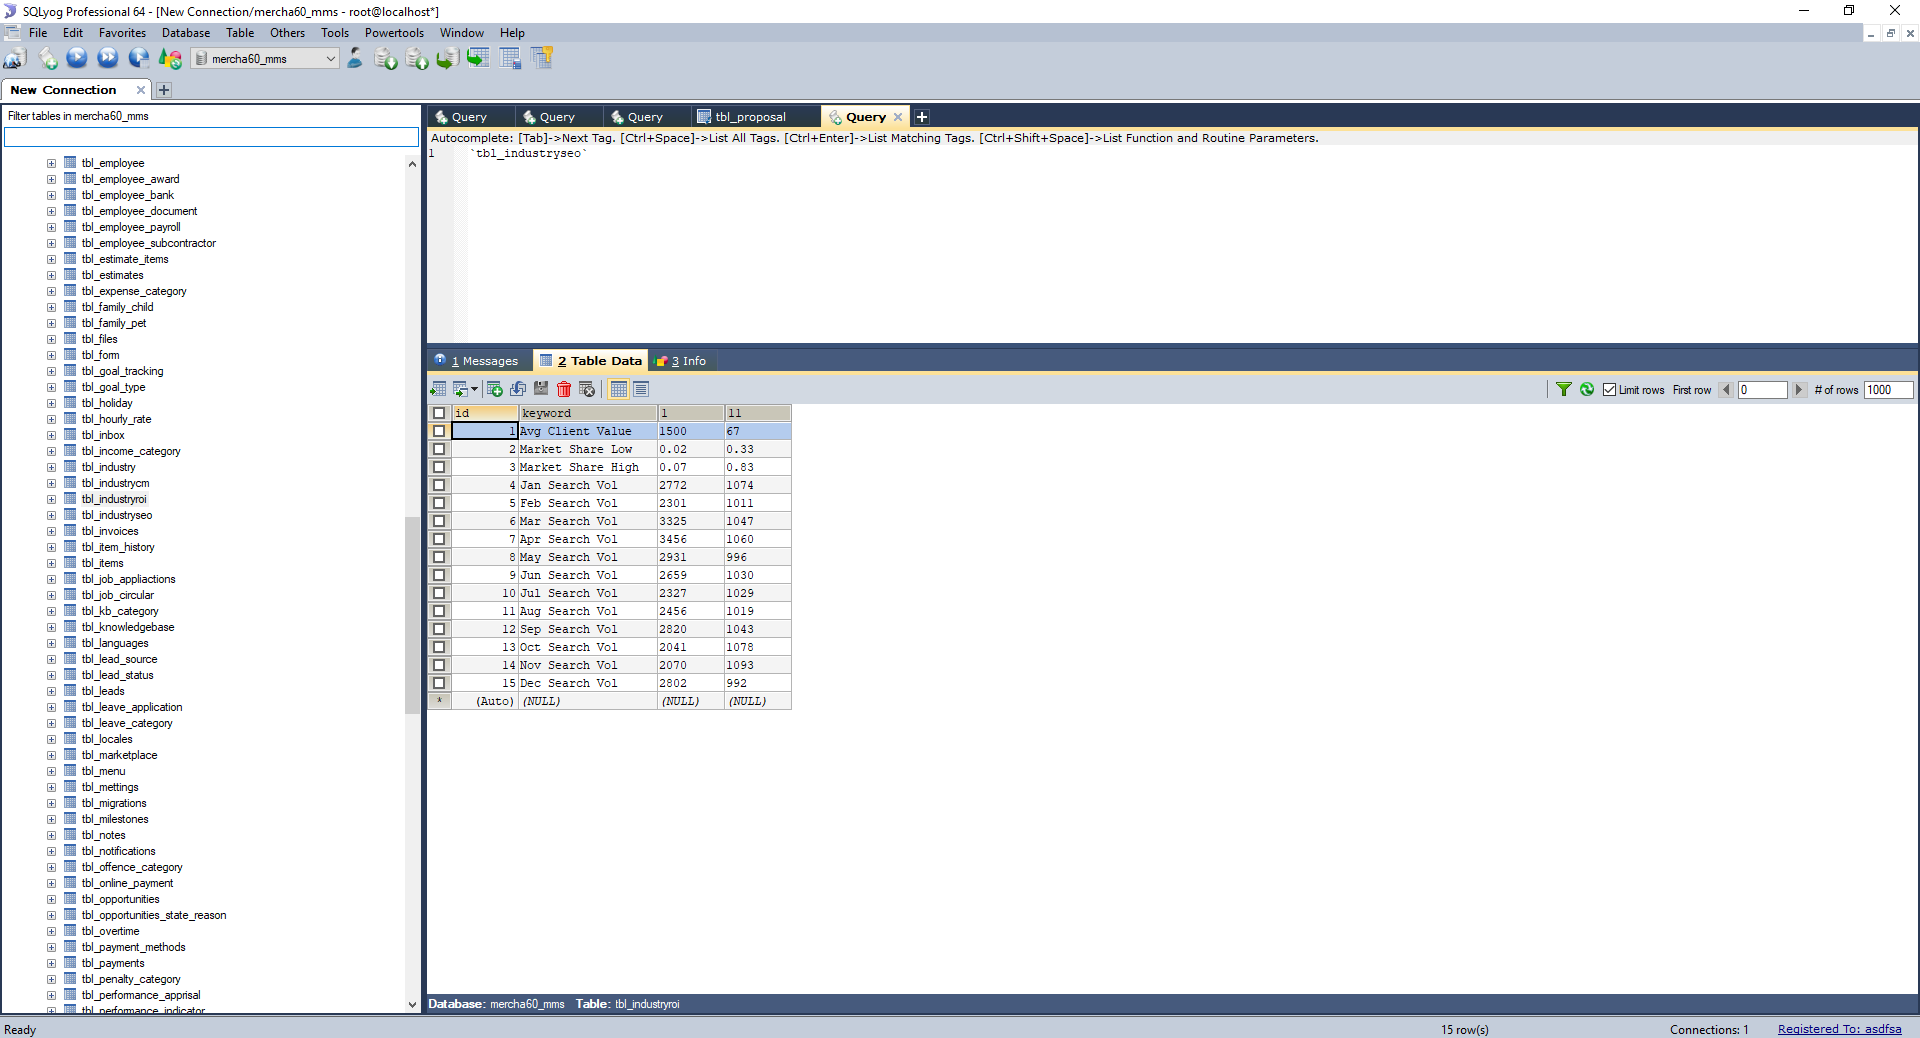 SQLyog Professional 64 - [New Connection/mercha60_mms - root@localhost*]
File Edit Favorites Database Table Others Tools Powertools Window Help
mercha60_mms
New Connection
Filter tables in mercha60_mms
tbl_employee
tbl_employee_award
tbl_employee_bank
tbl_employee_document
tbl_employee_payroll
tbl_employee_subcontractor
tbl_estimate_items
tbl_estimates
tbl_expense_category
tbl_family_child
tbl_family_pet
tbl_files
tbl_form
tbl_goal_tracking
tbl_goal_type
tbl_holiday
tbl_hourly_rate
tbl_inbox
tbl_income_category
tbl_industry
tbl_industrycm
tbl_industryroi
tbl_industryseo
tbl_invoices
tbl_item_history
tbl_items
tbl_job_appliactions
tbl_job_circular
tbl_kb_category
tbl_knowledgebase
tbl_languages
tbl_lead_source
tbl_lead_status
tbl_leads
tbl_leave_application
tbl_leave_category
tbl_locales
tbl_marketplace
tbl_menu
tbl_mettings
tbl_migrations
tbl_milestones
tbl_notes
tbl_notifications
tbl_offence_category
tbl_online_payment
tbl_opportunities
tbl_opportunities_state_reason
tbl_overtime
tbl_payment_methods
tbl_payments
tbl_penalty_category
tbl_performance_apprisal
tbl_performance_indicator
Query Query Query tbl_proposal Query
Autocomplete: [Tab]->Next Tag. [Ctrl+Space]->List All Tags. [Ctrl+Enter]->List Matching Tags. [Ctrl+Shift+Space]->List Function and Routine Parameters.
1 `tbl_industryseo`
1 Messages 2 Table Data 3 Info
Limit rows First row 0 # of rows 1000
id keyword 1 11
1 Avg Client Value 1500 67
2 Market Share Low 0.02 0.33
3 Market Share High 0.07 0.83
4 Jan Search Vol 2772 1074
5 Feb Search Vol 2301 1011
6 Mar Search Vol 3325 1047
7 Apr Search Vol 3456 1060
8 May Search Vol 2931 996
9 Jun Search Vol 2659 1030
10 Jul Search Vol 2327 1029
11 Aug Search Vol 2456 1019
12 Sep Search Vol 2820 1043
13 Oct Search Vol 2041 1078
14 Nov Search Vol 2070 1093
15 Dec Search Vol 2802 992
* (Auto) (NULL) (NULL) (NULL)
Database: mercha60_mms Table: tbl_industryroi
Ready 15 row(s) Connections: 1 Registered To: asdfsa